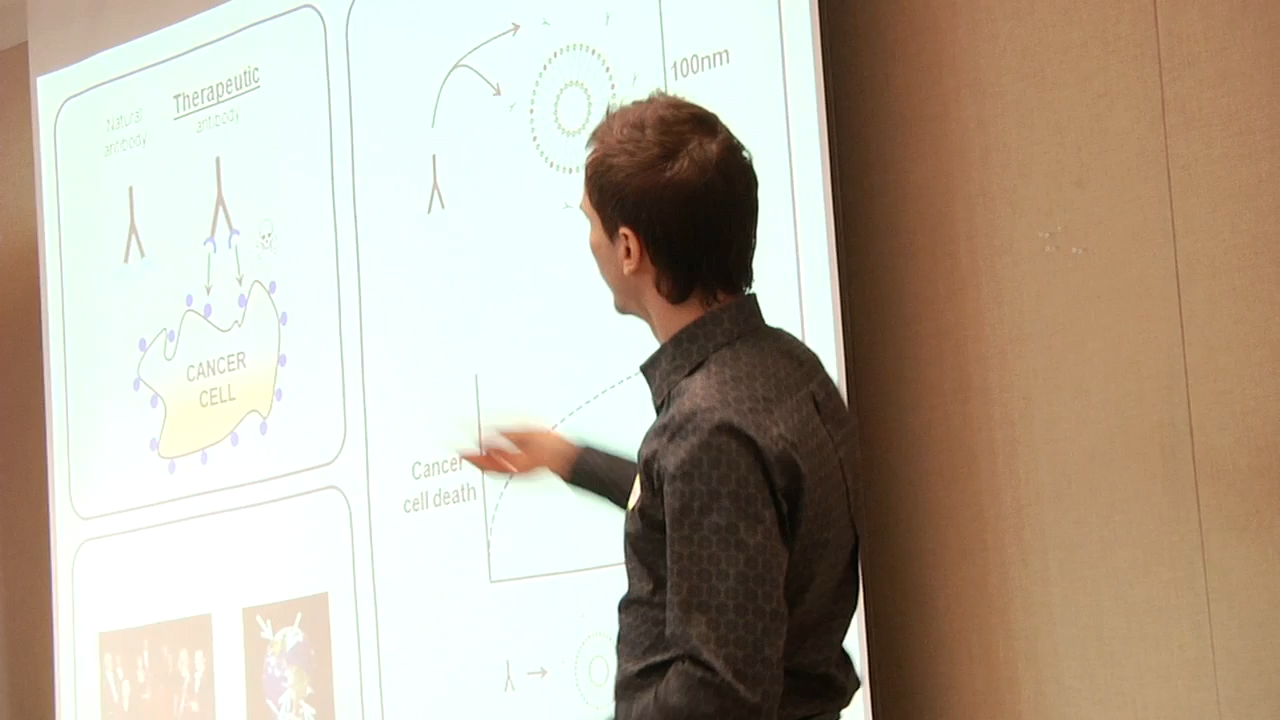 Natural
antibody
Therapeutic
antibody
CANCER
CELL
100nm
Cancer
cell death